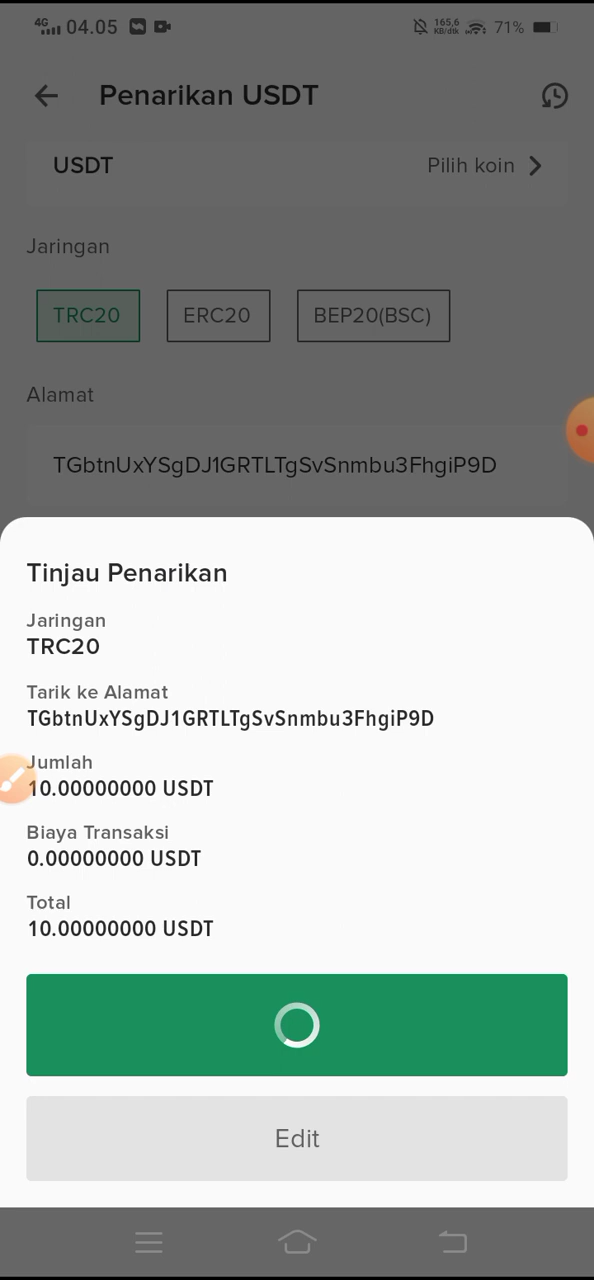 4G 04.05 165,6 KB/dtk 71%
Penarikan USDT
USDT Pilih koin
Jaringan
TRC20 ERC20 BEP20(BSC)
Alamat
TGbtnUxYSgDJ1GRTLTgSvSnmbu3FhgiP9D
Tinjau Penarikan
Jaringan
TRC20
Tarik ke Alamat
TGbtnUxYSgDJ1GRTLTgSvSnmbu3FhgiP9D
Jumlah
10.00000000 USDT
Biaya Transaksi
0.00000000 USDT
Total
10.00000000 USDT
Edit